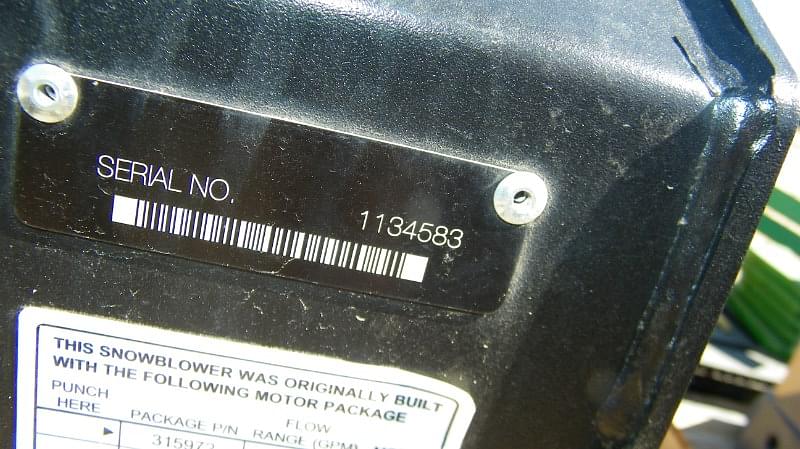 SERIAL NO.
1134583
THIS SNOWBLOWER WAS ORIGINALLY BUILT
WITH THE FOLLOWING MOTOR PACKAGE
PUNCH
HERE
PACKAGE P/N
FLOW
RANGE (GPM)
315972